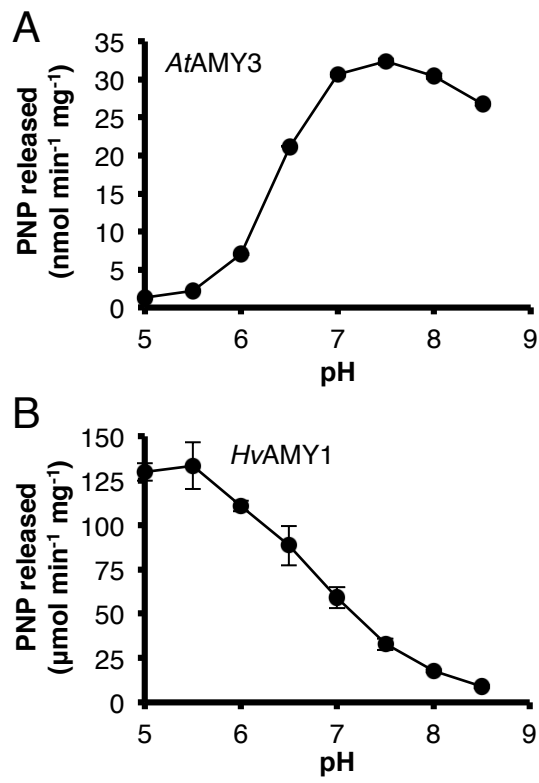 A
AtAMY3
PNP released
(nmol min-1 mg-1)
35
30
25
20
15
10
5
0
5 6 7 8 9
pH
B
HvAMY1
PNP released
(µmol min-1 mg-1)
150
125
100
75
50
25
0
5 6 7 8 9
pH